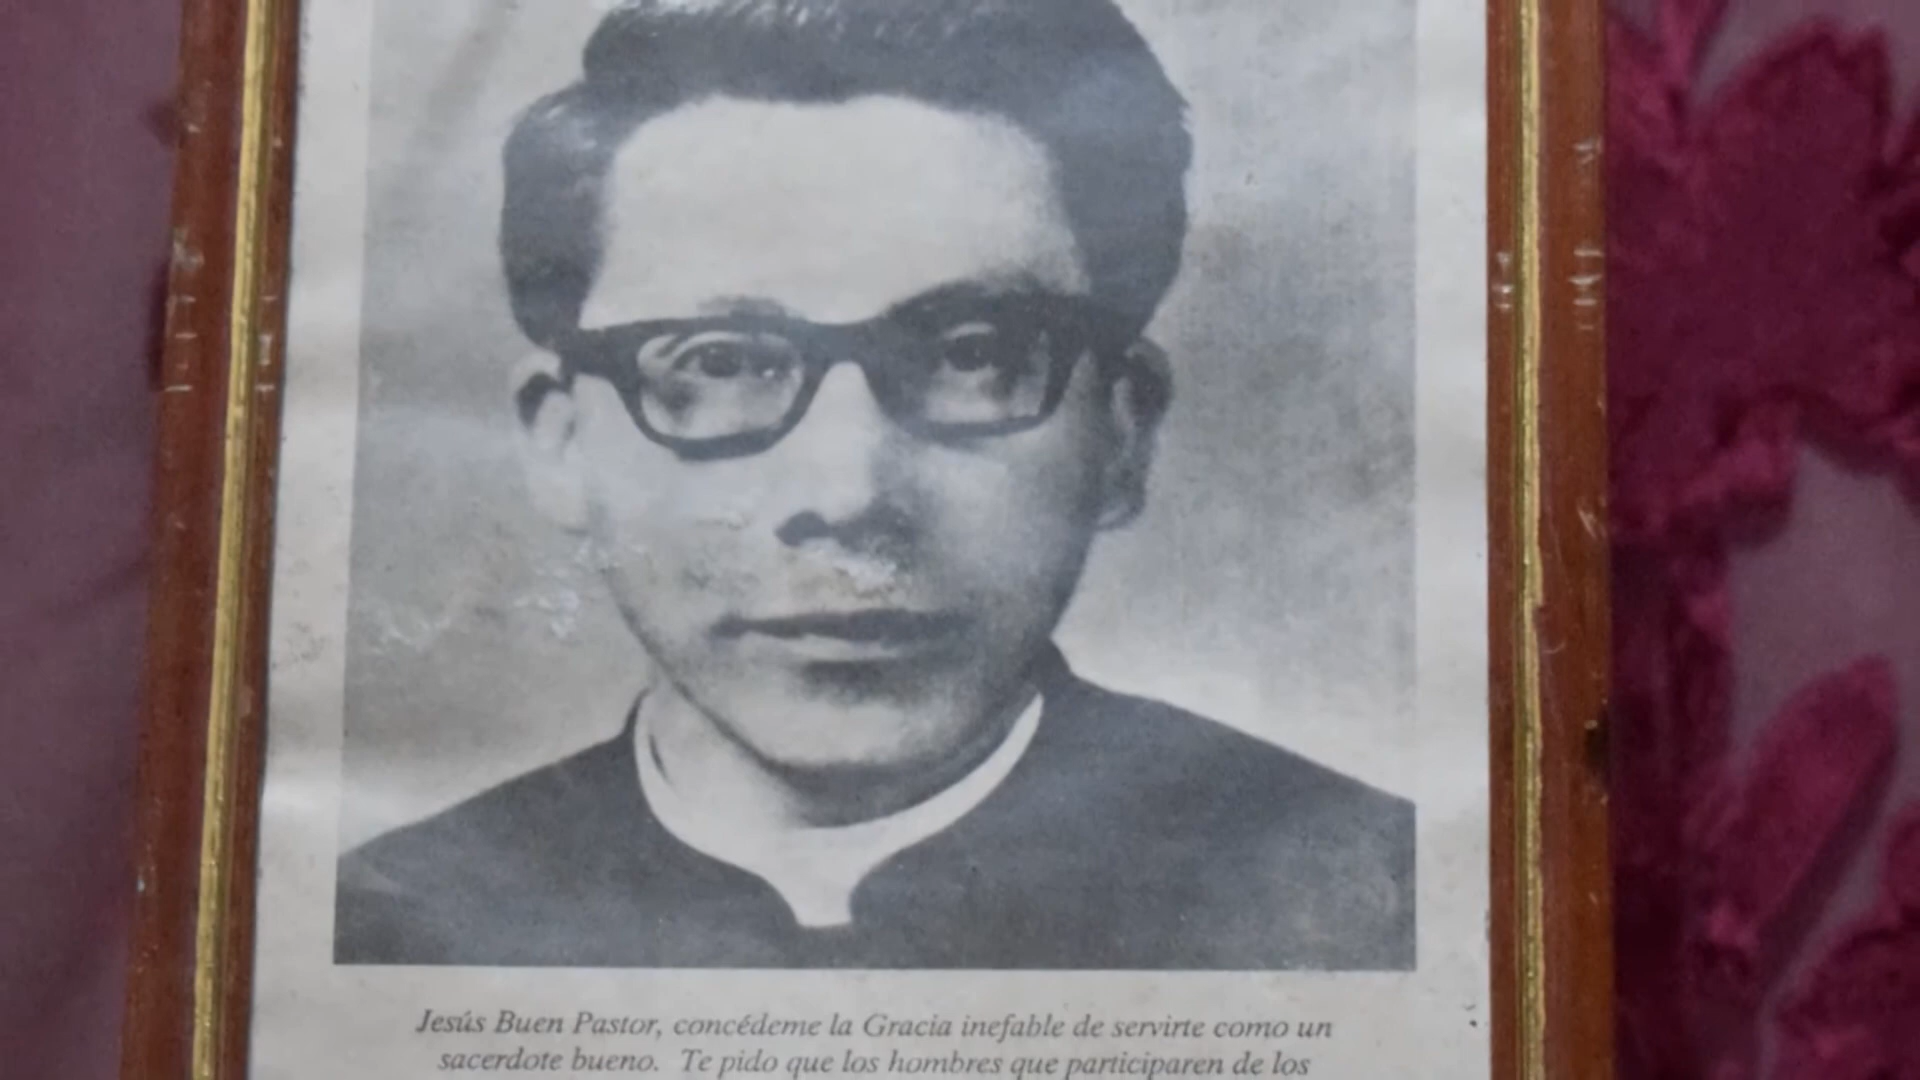 Jesús Buen Pastor, concédeme la Gracia inefable de servirte como un
sacerdote bueno. Te pido que los hombres que participaren de los